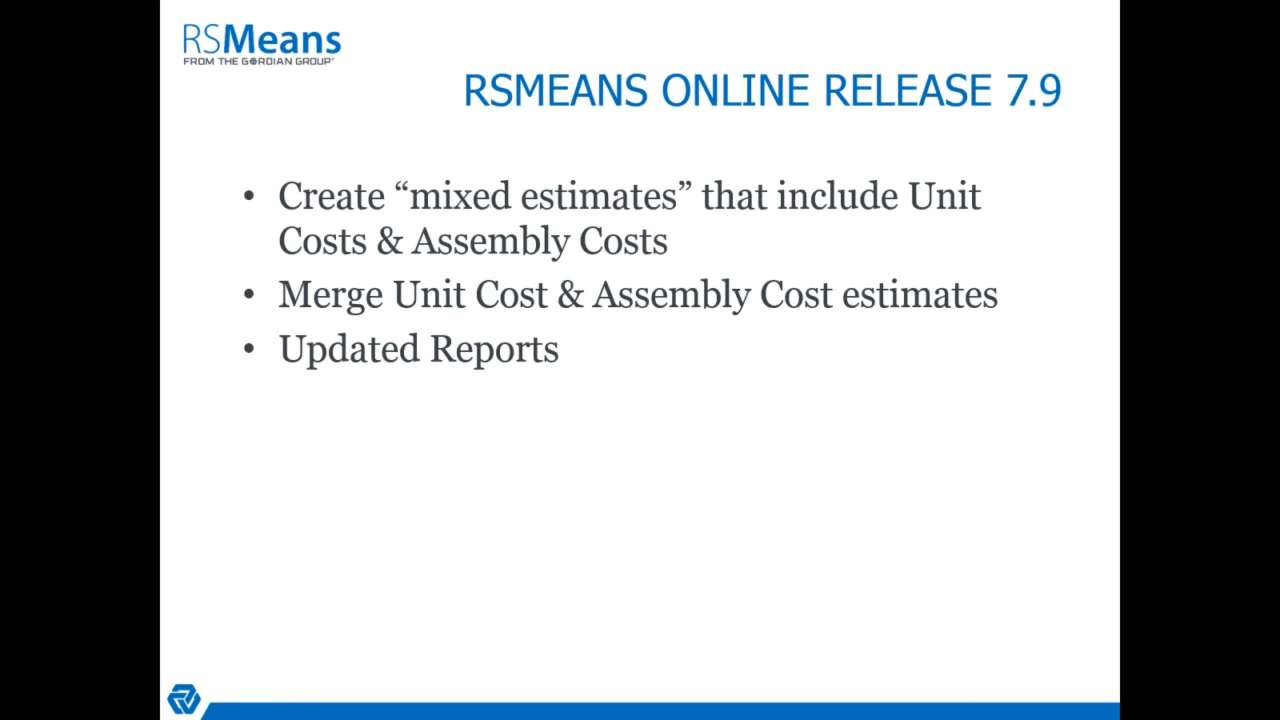 RSMeans
FROM THE GORDIAN GROUP®
RSMEANS ONLINE RELEASE 7.9
• Create “mixed estimates” that include Unit
Costs & Assembly Costs
• Merge Unit Cost & Assembly Cost estimates
• Updated Reports